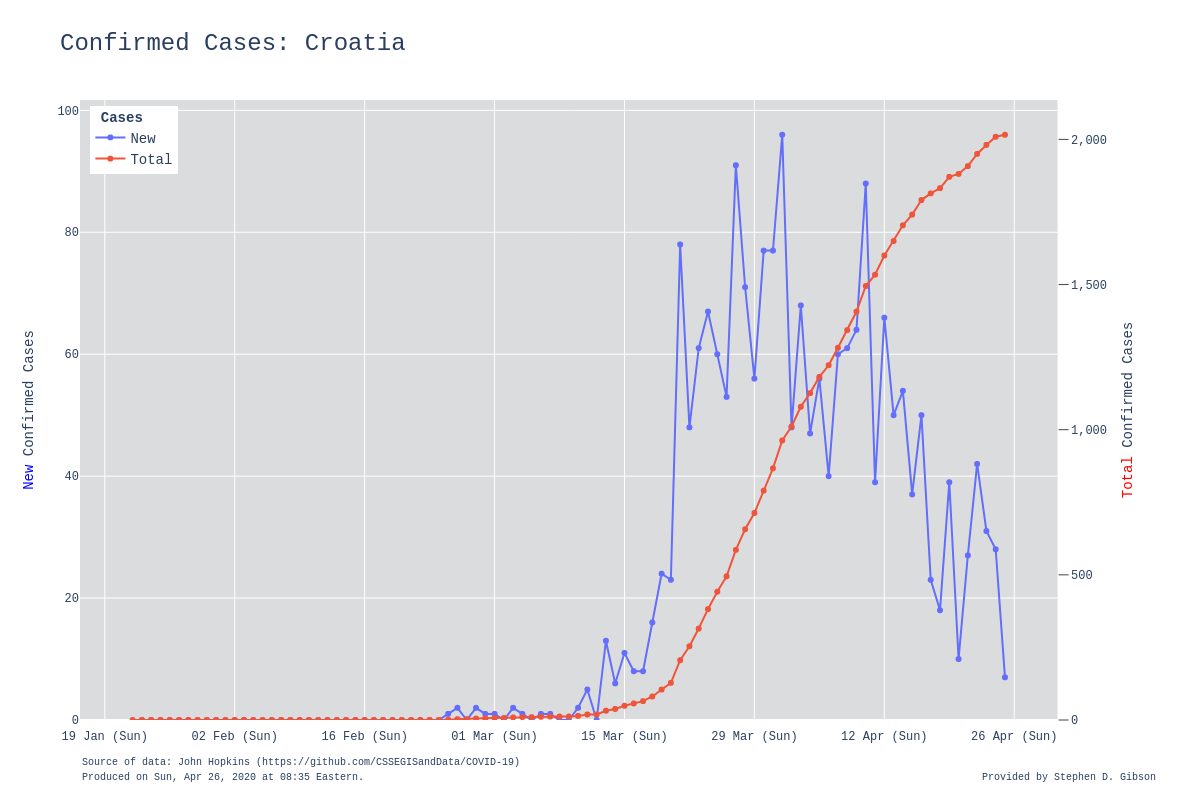 Confirmed Cases: Croatia
Cases
New
Total
100
80
60
40
20
0
2,000
1,500
1,000
500
0
New Confirmed Cases
Total Confirmed Cases
19 Jan (Sun) 02 Feb (Sun) 16 Feb (Sun) 01 Mar (Sun) 15 Mar (Sun) 29 Mar (Sun) 12 Apr (Sun) 26 Apr (Sun)
Source of data: John Hopkins (https://github.com/CSSEGISandData/COVID-19)
Produced on Sun, Apr 26, 2020 at 08:35 Eastern.
Provided by Stephen D. Gibson